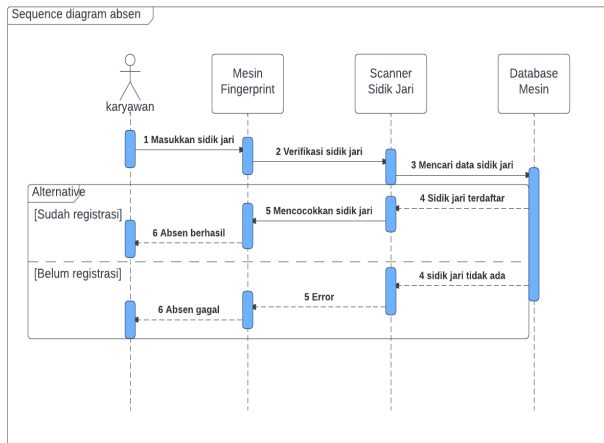 Sequence diagram absen
karyawan
Mesin
Fingerprint
Scanner
Sidik Jari
Database
Mesin
1 Masukkan sidik jari
2 Verifikasi sidik jari
3 Mencari data sidik jari
Alternative
[Sudah registrasi]
4 Sidik jari terdaftar
5 Mencocokkan sidik jari
6 Absen berhasil
[Belum registrasi]
4 sidik jari tidak ada
5 Error
6 Absen gagal